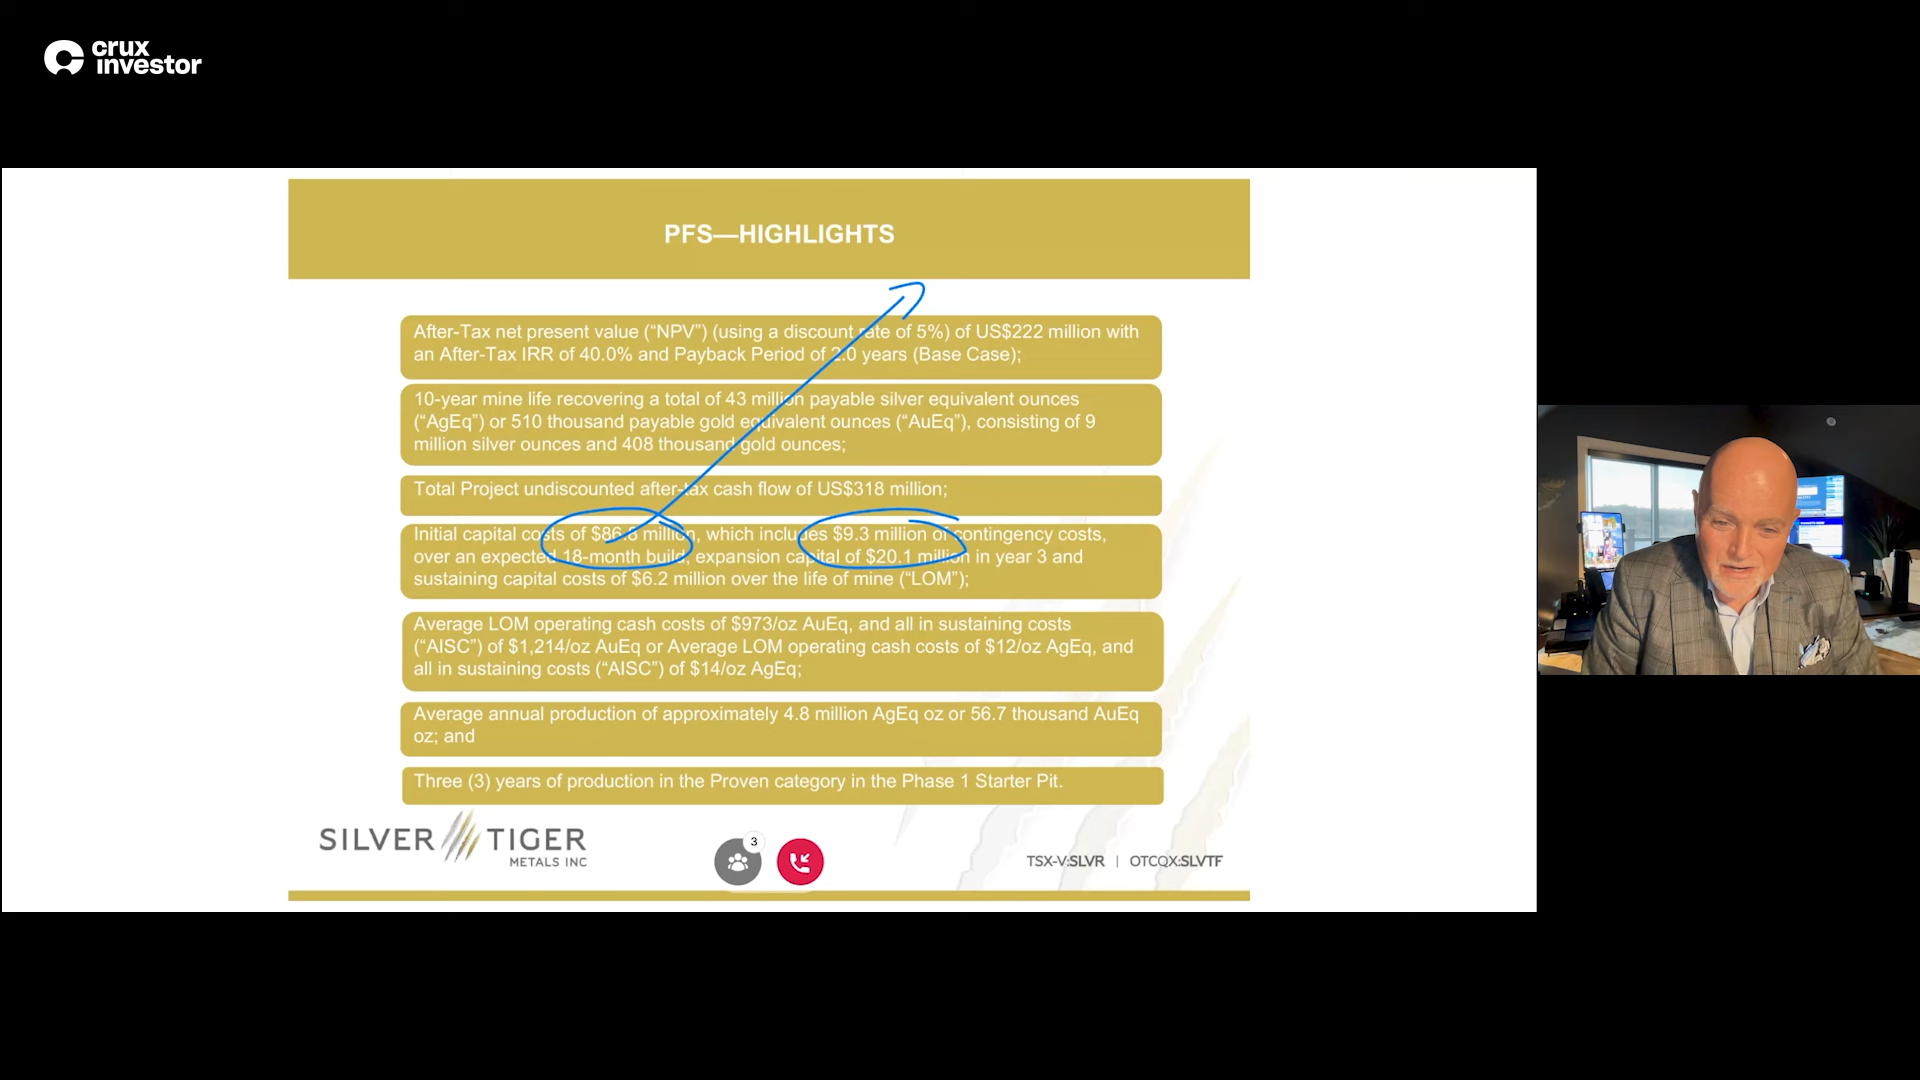 crux
investor
PFS—HIGHLIGHTS
After-Tax net present value (“NPV”) (using a discount rate of 5%) of US$222 million with
an After-Tax IRR of 40.0% and Payback Period of 2.0 years (Base Case);
10-year mine life recovering a total of 43 million payable silver equivalent ounces
(“AgEq”) or 510 thousand payable gold equivalent ounces (“AuEq”), consisting of 9
million silver ounces and 408 thousand gold ounces;
Total Project undiscounted after-tax cash flow of US$318 million;
Initial capital costs of $86.8 million, which includes $9.3 million of contingency costs,
over an expected 18-month build, expansion capital of $20.1 million in year 3 and
sustaining capital costs of $6.2 million over the life of mine (“LOM”);
Average LOM operating cash costs of $973/oz AuEq, and all in sustaining costs
(“AISC”) of $1,214/oz AuEq or Average LOM operating cash costs of $12/oz AgEq, and
all in sustaining costs (“AISC”) of $14/oz AgEq;
Average annual production of approximately 4.8 million AgEq oz or 56.7 thousand AuEq
oz; and
Three (3) years of production in the Proven category in the Phase 1 Starter Pit.
SILVER TIGER
METALS INC
3
TSX-V:SLVR | OTCQX:SLVTF